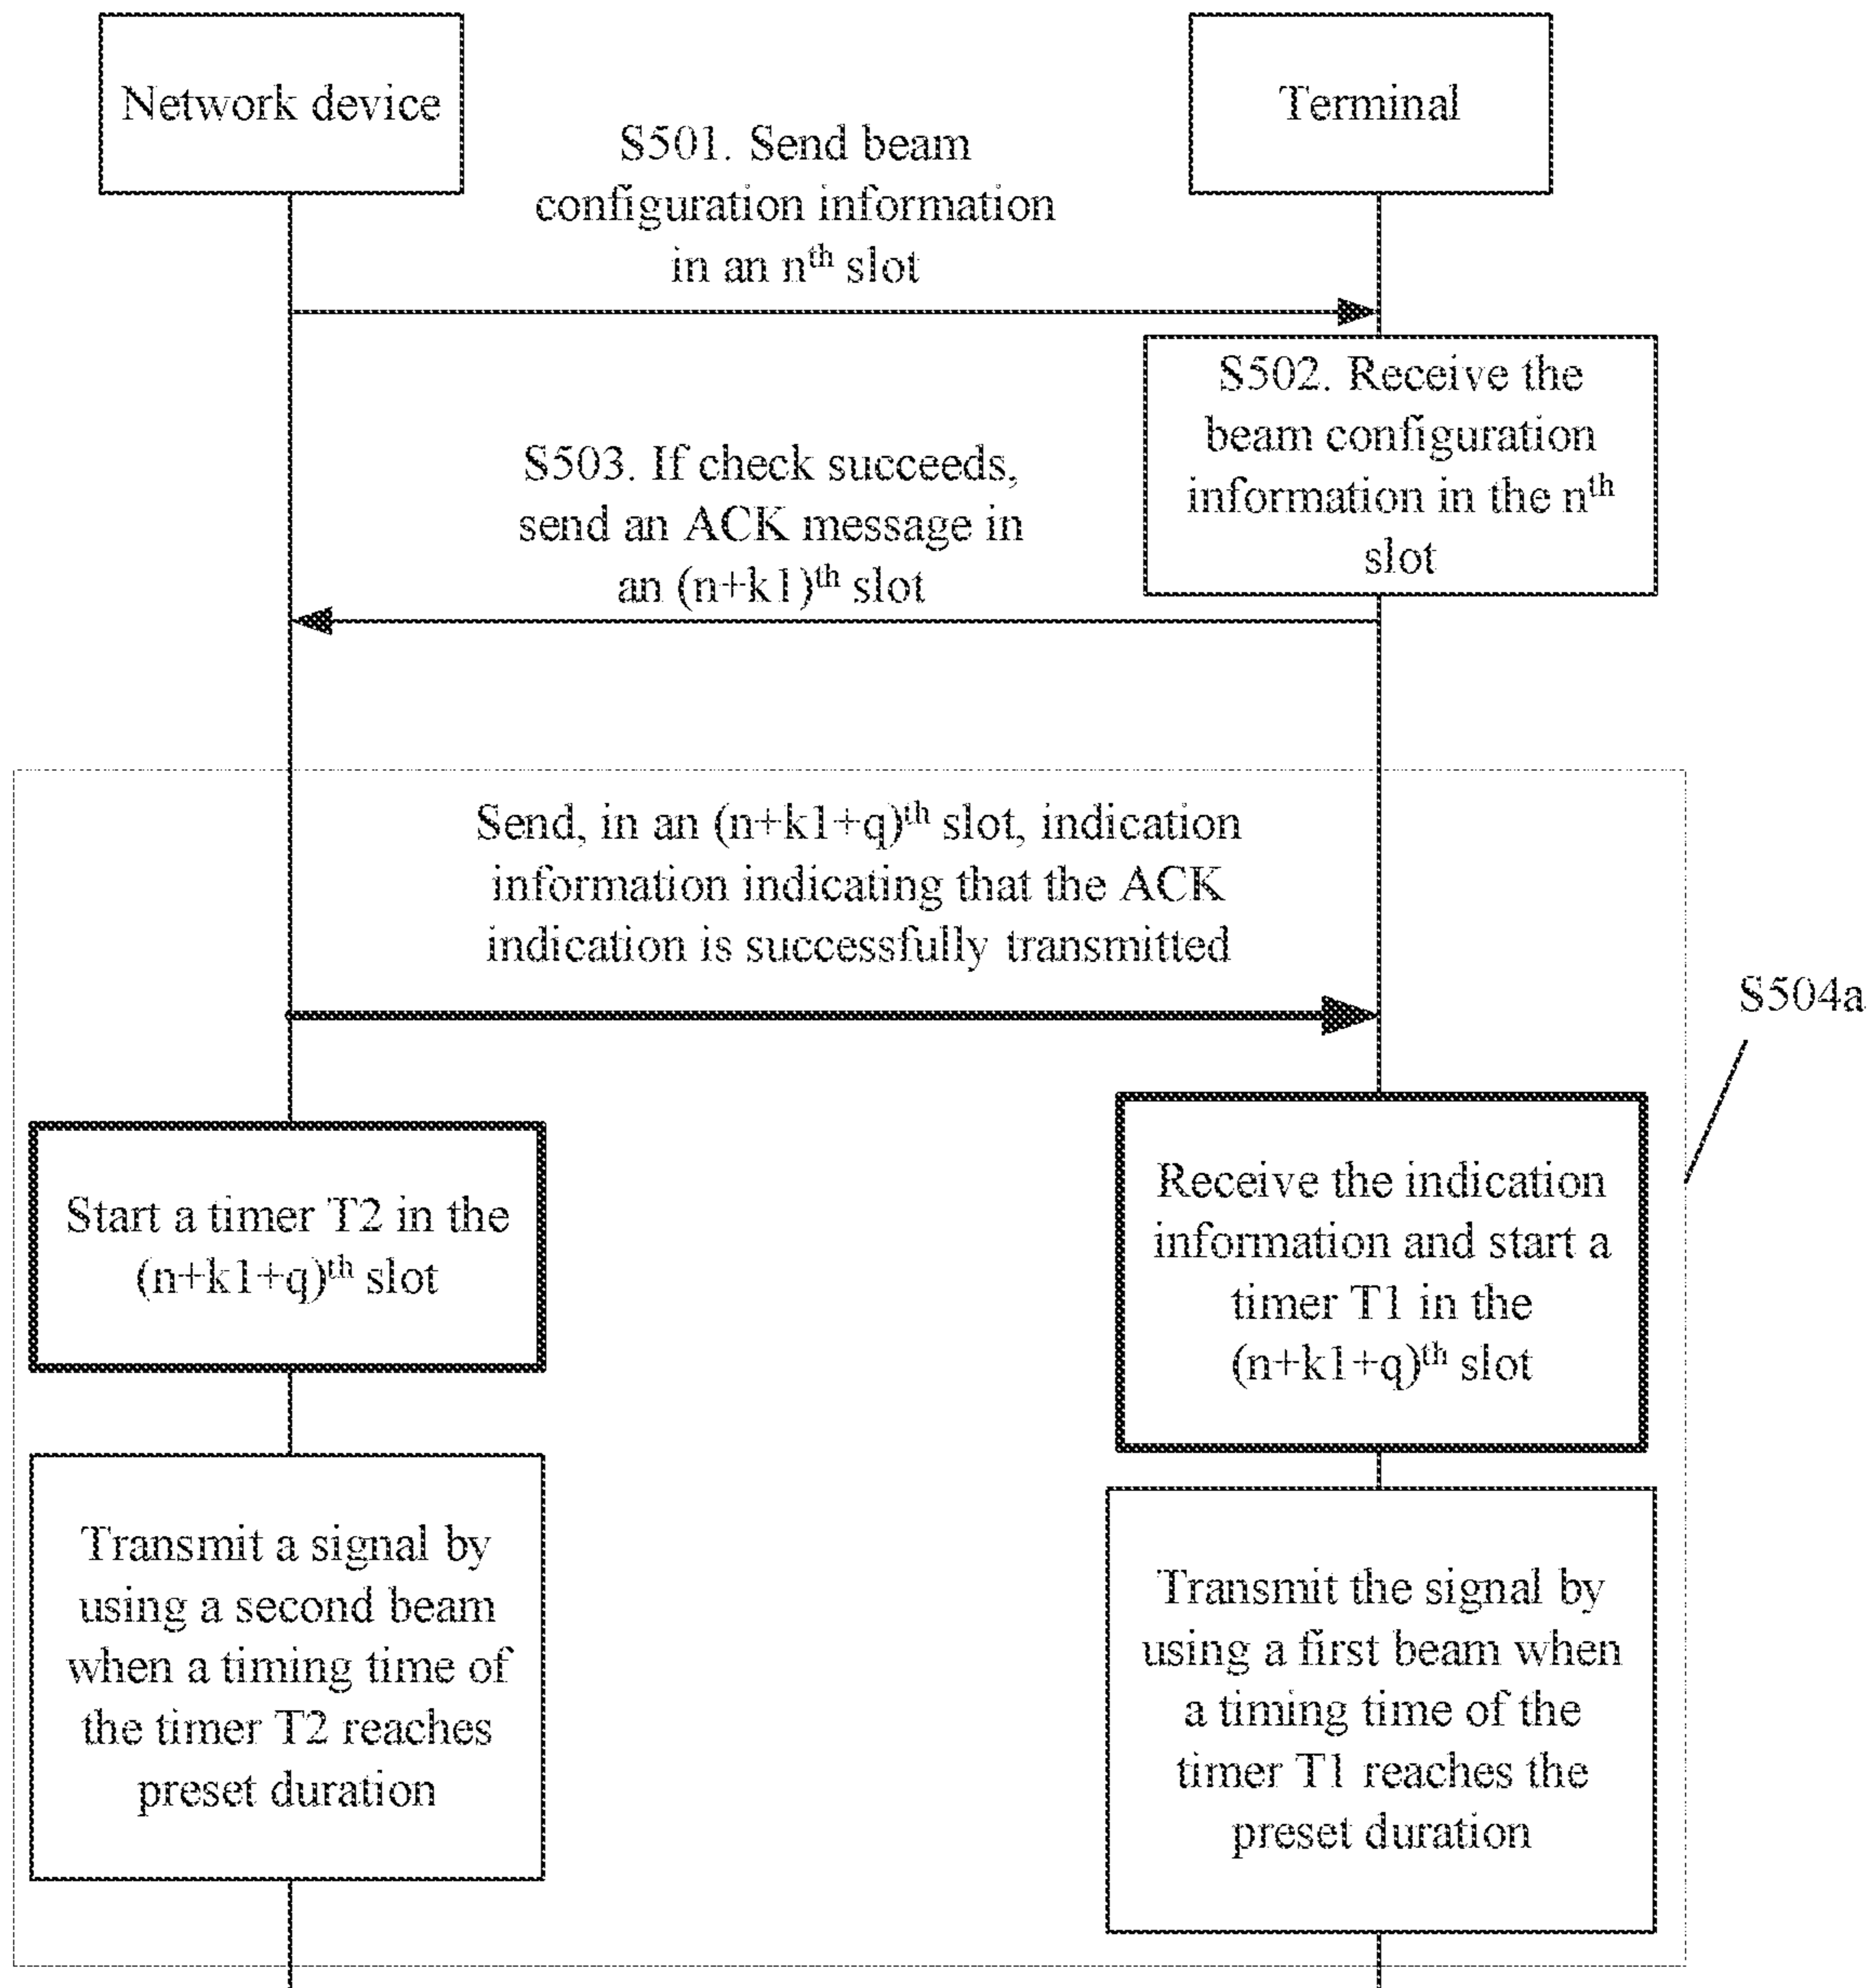 Network device
Terminal
S501. Send beam
configuration information
in an nth slot
S502. Receive the
beam configuration
information in the nth
slot
S503. If check succeeds,
send an ACK message in
an (n+k1)th slot
Send, in an (n+k1+q)th slot, indication
information indicating that the ACK
indication is successfully transmitted
S504a
Start a timer T2 in the
(n+k1+q)th slot
Receive the indication
information and start a
timer T1 in the
(n+k1+q)th slot
Transmit a signal by
using a second beam
when a timing time of
the timer T2 reaches
preset duration
Transmit the signal by
using a first beam when
a timing time of the
timer T1 reaches the
preset duration